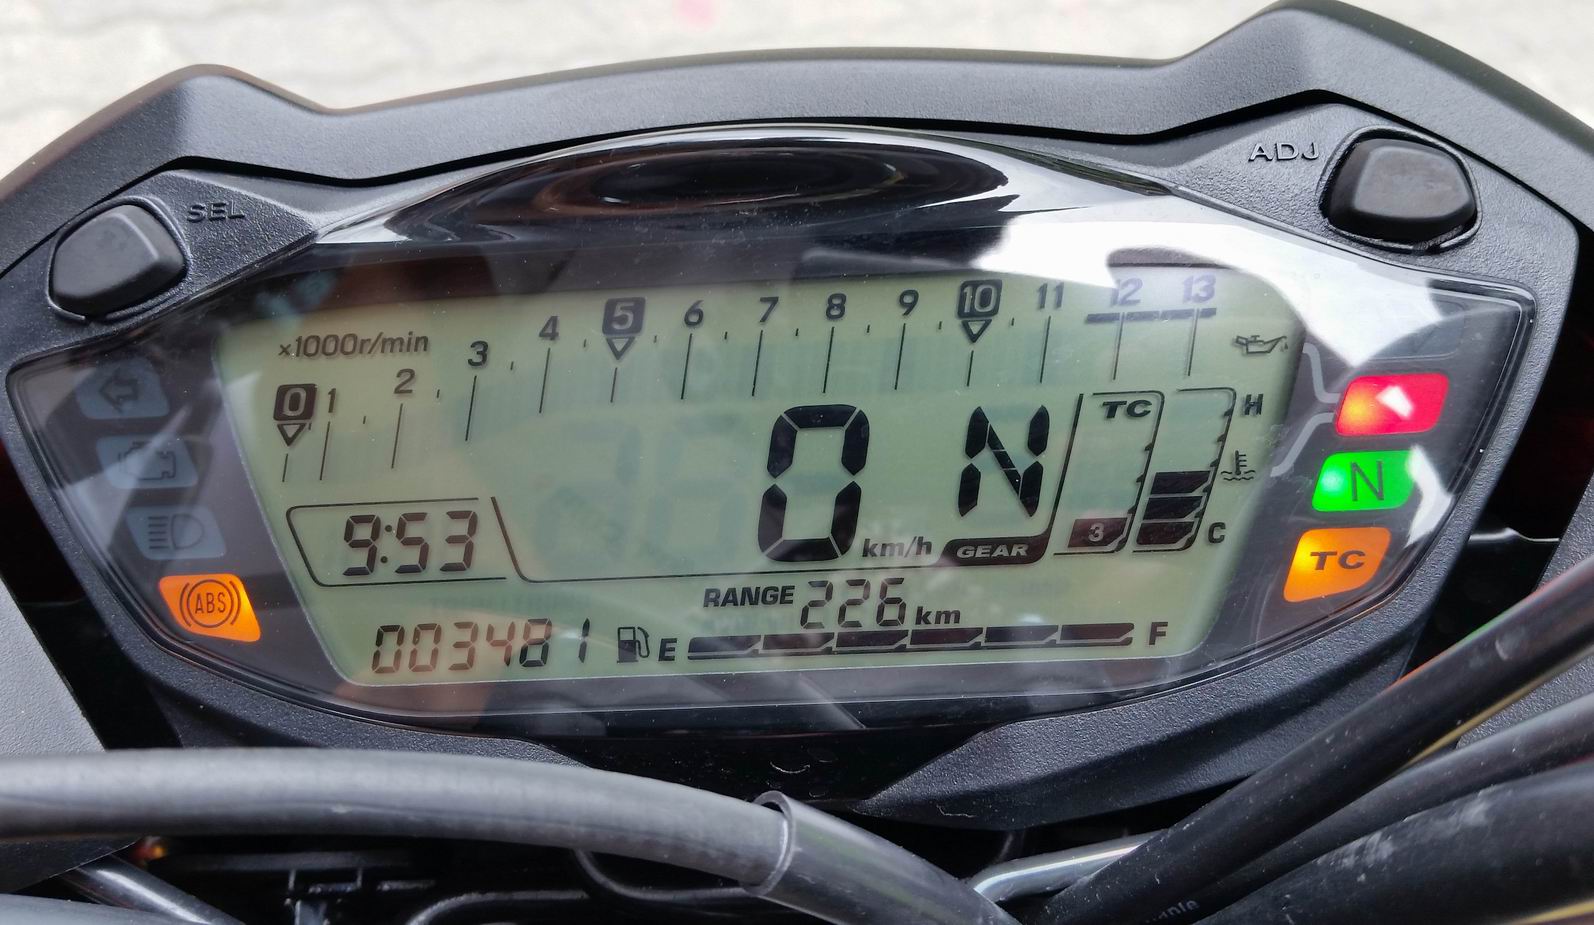 ADJ
SEL
×1000r/min
0 1 2 3 4 5 6 7 8 9 10 11 12 13
TC
H
0 km/h
N
GEAR
3
C
9:53
N
TC
ABS
RANGE 226 km
003481
E F